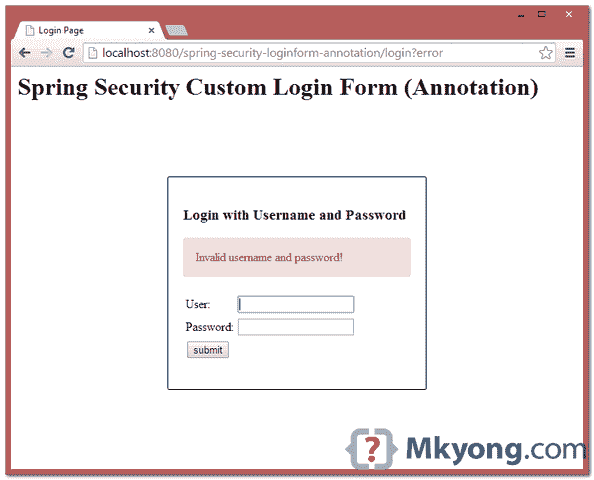 Login Page
localhost:8080/spring-security-loginform-annotation/login?error
Spring Security Custom Login Form (Annotation)
Login with Username and Password
Invalid username and password!
User:
Password:
submit
{?} Mkyong.com